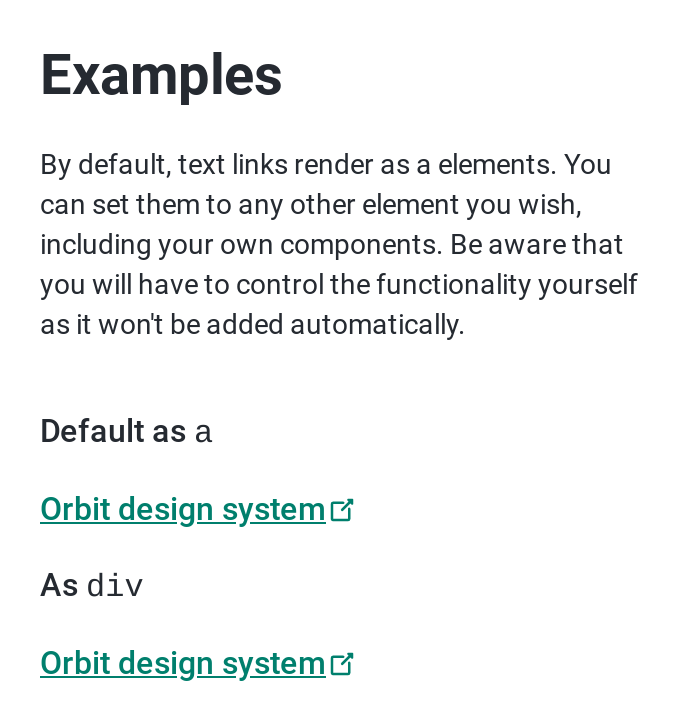 Examples
By default, text links render as a elements. You
can set them to any other element you wish,
including your own components. Be aware that
you will have to control the functionality yourself
as it won't be added automatically.
Default as a
Orbit design system
As div
Orbit design system